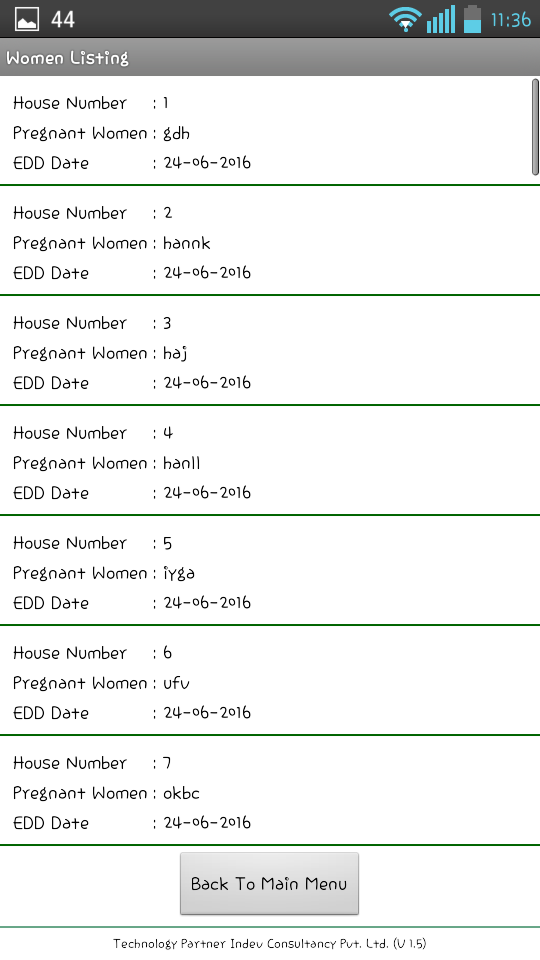 44 11:36
Women Listing
House Number : 1
Pregnant Women : gdh
EDD Date : 24-06-2016
House Number : 2
Pregnant Women : hannk
EDD Date : 24-06-2016
House Number : 3
Pregnant Women : haj
EDD Date : 24-06-2016
House Number : 4
Pregnant Women : hanll
EDD Date : 24-06-2016
House Number : 5
Pregnant Women : iyga
EDD Date : 24-06-2016
House Number : 6
Pregnant Women : ufv
EDD Date : 24-06-2016
House Number : 7
Pregnant Women : okbc
EDD Date : 24-06-2016
Back To Main Menu
Technology Partner Indev Consultancy Pvt. Ltd. (V 1.5)